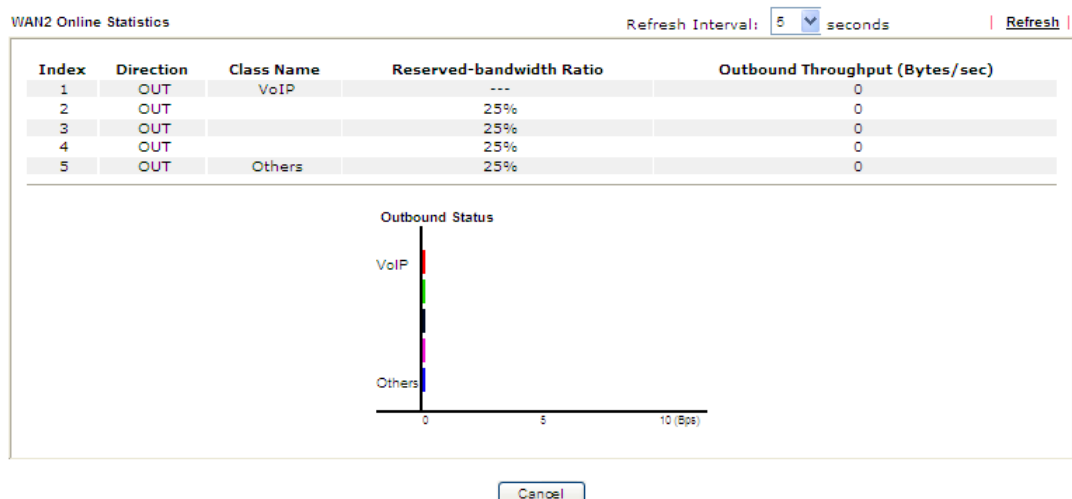 WAN2 Online Statistics Refresh Interval: 5 seconds | Refresh |
Index Direction Class Name Reserved-bandwidth Ratio Outbound Throughput (Bytes/sec)
1 OUT VoIP --- 0
2 OUT 25% 0
3 OUT 25% 0
4 OUT 25% 0
5 OUT Others 25% 0
Outbound Status
VoIP
Others
0 5 10 (Bps)
Cancel